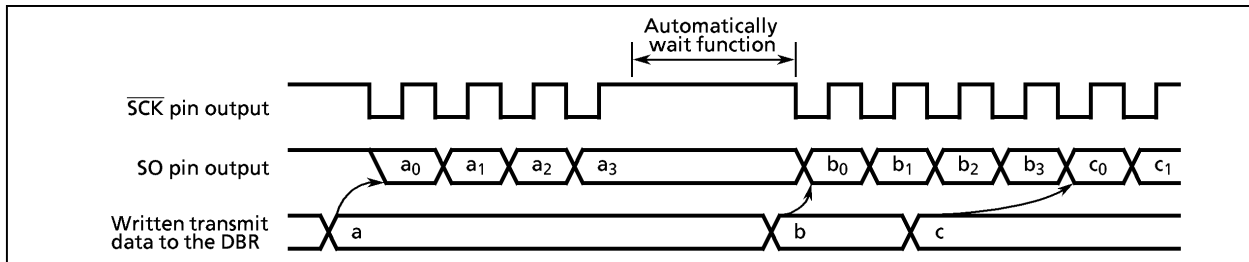 Automatically
wait function
SCK pin output
SO pin output
a0 a1 a2 a3 b0 b1 b2 b3 c0 c1
Written transmit
data to the DBR
a b c